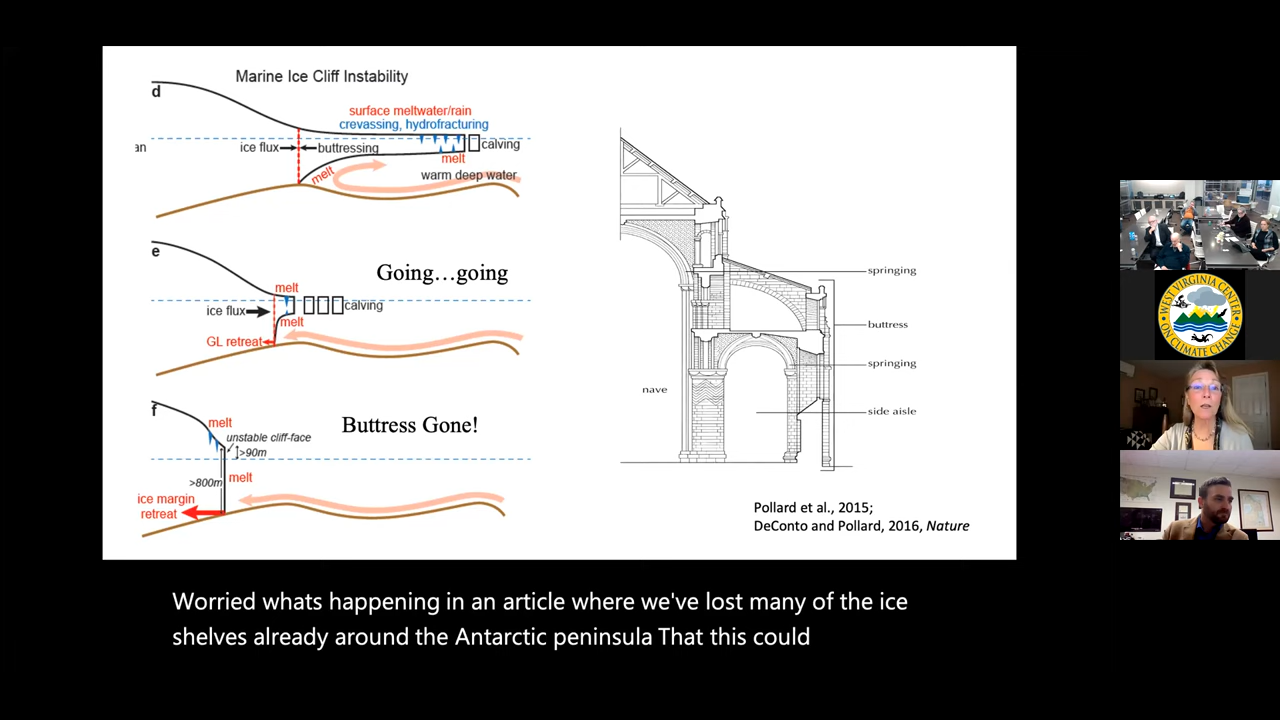 Marine Ice Cliff Instability
d
surface meltwater/rain
crevassing, hydrofracturing
an
ice flux
buttressing
calving
melt
melt
warm deep water
e
Going…going
melt
ice flux
calving
melt
GL retreat
f
Buttress Gone!
melt
unstable cliff-face
>90m
>800m
melt
ice margin
retreat
springing
buttress
springing
nave
side aisle
Pollard et al., 2015;
DeConto and Pollard, 2016, Nature
WEST VIRGINIA CENTER
ON CLIMATE CHANGE
Worried whats happening in an article where we've lost many of the ice
shelves already around the Antarctic peninsula That this could